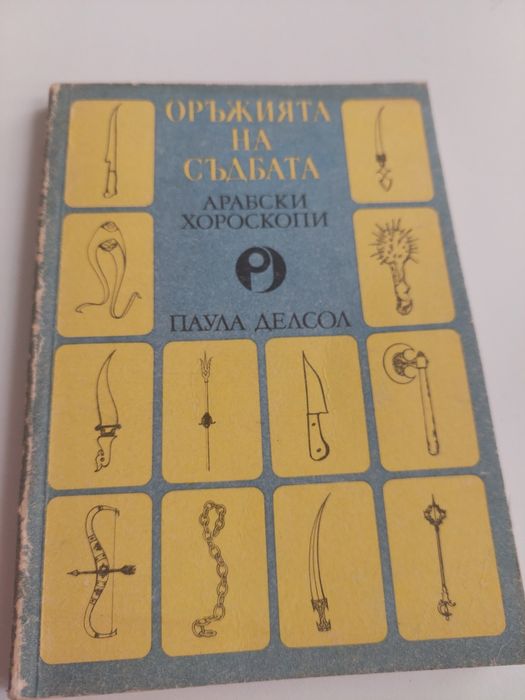 ОРЪЖИЯТА
НА
СЪДБАТА
АРАБСКИ
ХОРОСКОПИ
ПАУЛА ДЕЛСОЛ